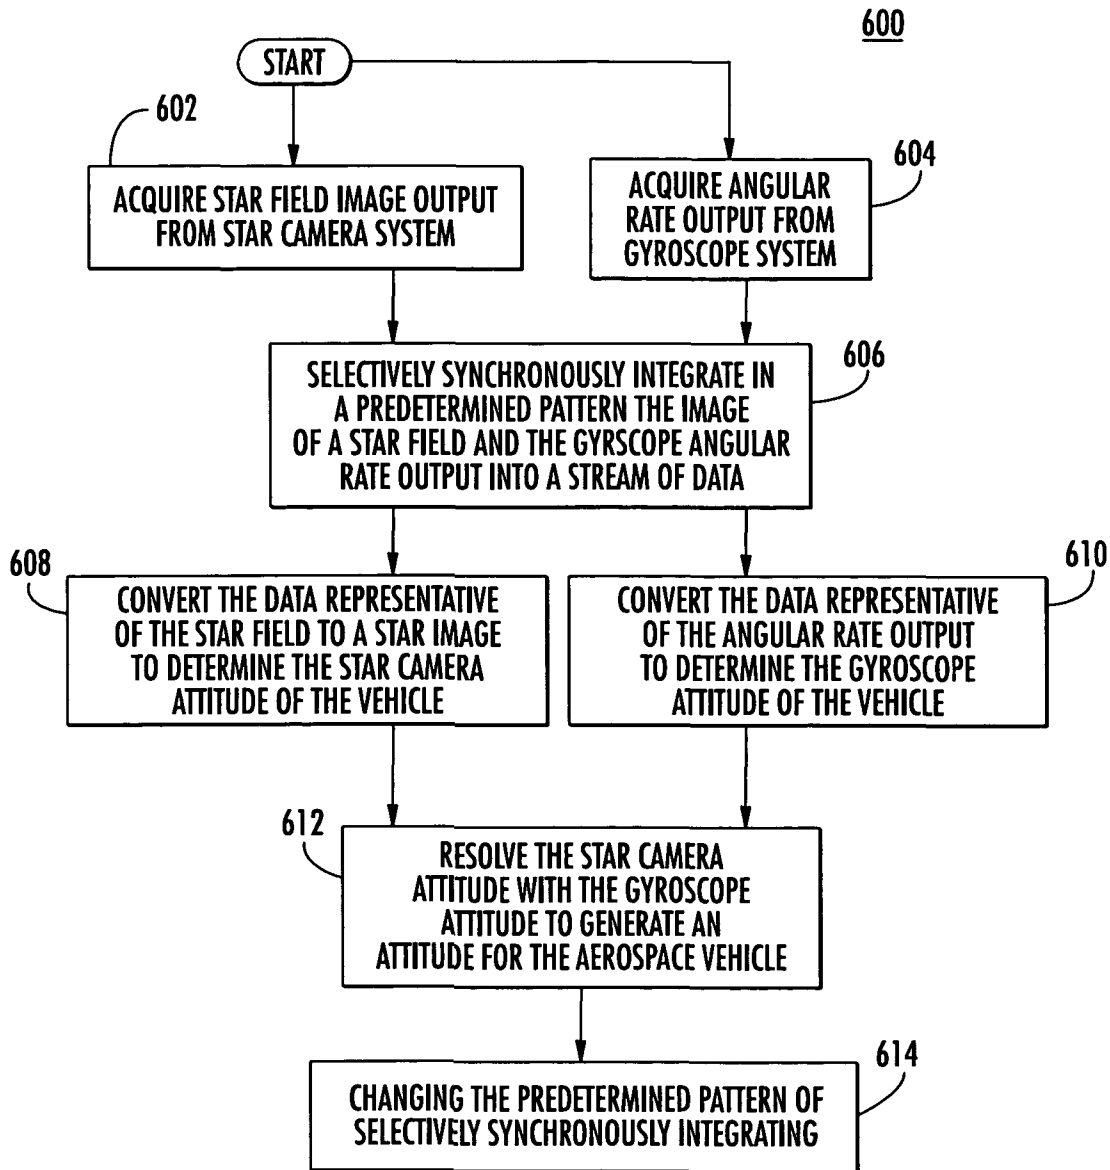 600
START
602
ACQUIRE STAR FIELD IMAGE OUTPUT
FROM STAR CAMERA SYSTEM
604
ACQUIRE ANGULAR
RATE OUTPUT FROM
GYROSCOPE SYSTEM
606
SELECTIVELY SYNCHRONOUSLY INTEGRATE IN
A PREDETERMINED PATTERN THE IMAGE
OF A STAR FIELD AND THE GYRSCOPE ANGULAR
RATE OUTPUT INTO A STREAM OF DATA
608
CONVERT THE DATA REPRESENTATIVE
OF THE STAR FIELD TO A STAR IMAGE
TO DETERMINE THE STAR CAMERA
ATTITUDE OF THE VEHICLE
610
CONVERT THE DATA REPRESENTATIVE
OF THE ANGULAR RATE OUTPUT
TO DETERMINE THE GYROSCOPE
ATTITUDE OF THE VEHICLE
612
RESOLVE THE STAR CAMERA
ATTITUDE WITH THE GYROSCOPE
ATTITUDE TO GENERATE AN
ATTITUDE FOR THE AEROSPACE VEHICLE
614
CHANGING THE PREDETERMINED PATTERN OF
SELECTIVELY SYNCHRONOUSLY INTEGRATING